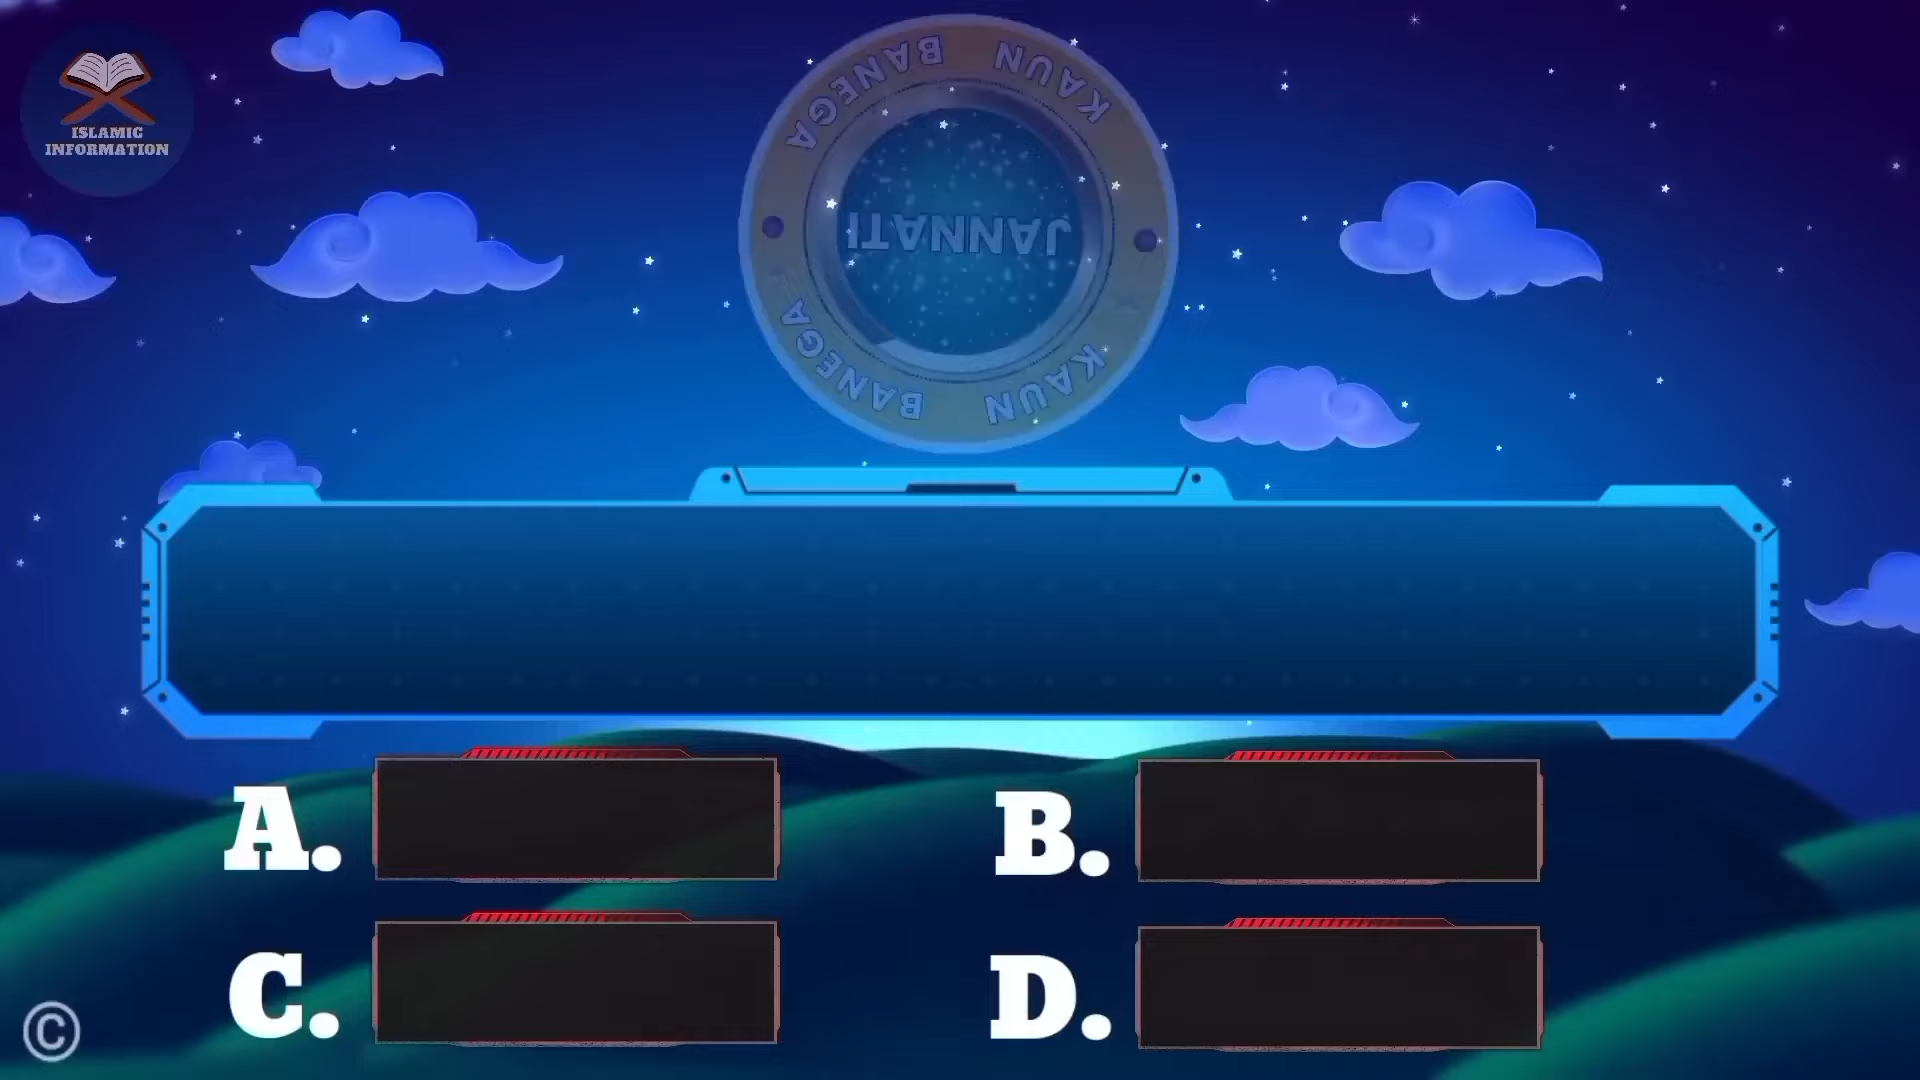 ISLAMIC
INFORMATION
KAUN BANEGA
JANNATI
KAUN BANEGA
A.
B.
C.
D.
©